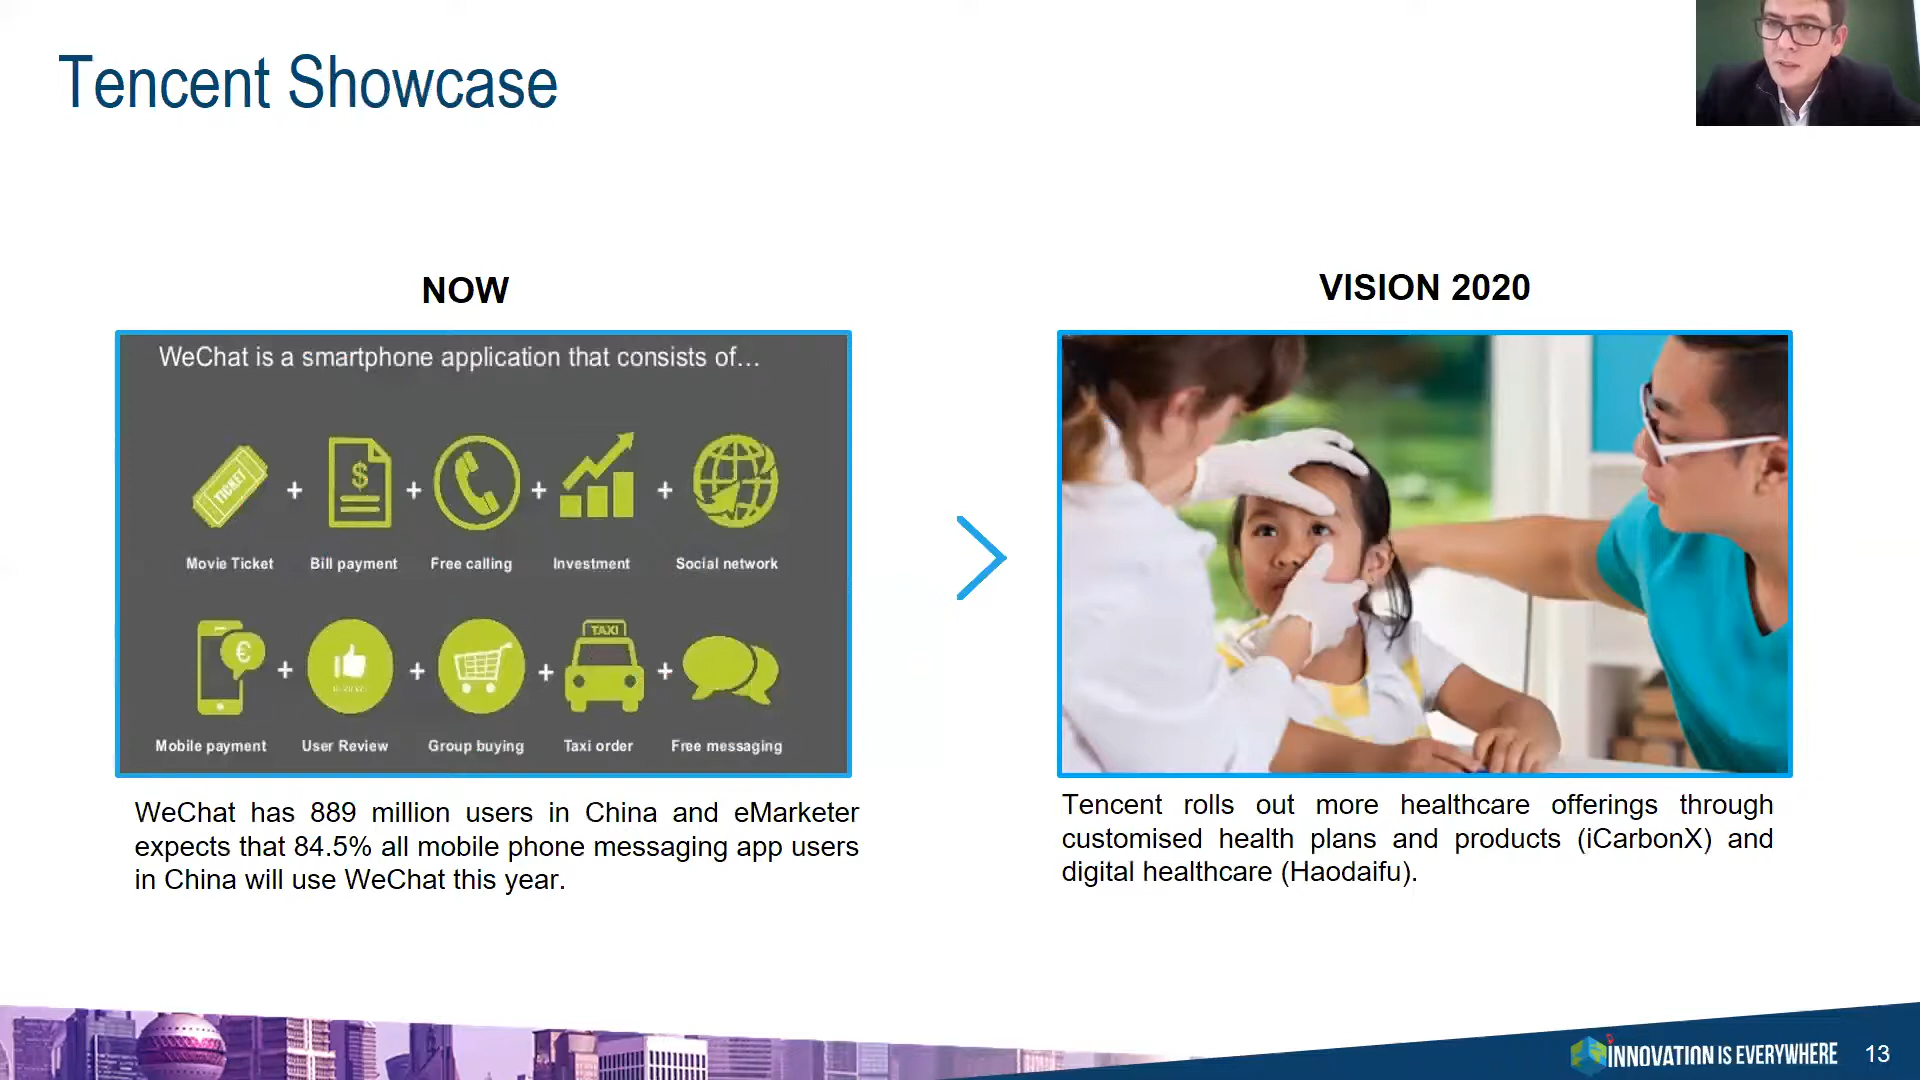 Tencent Showcase
NOW
WeChat is a smartphone application that consists of...
TICKET
$
Movie Ticket
Bill payment
Free calling
Investment
Social network
€
TAXI
Mobile payment
User Review
Group buying
Taxi order
Free messaging
WeChat has 889 million users in China and eMarketer
expects that 84.5% all mobile phone messaging app users
in China will use WeChat this year.
VISION 2020
Tencent rolls out more healthcare offerings through
customised health plans and products (iCarbonX) and
digital healthcare (Haodaifu).
INNOVATION IS EVERYWHERE
13